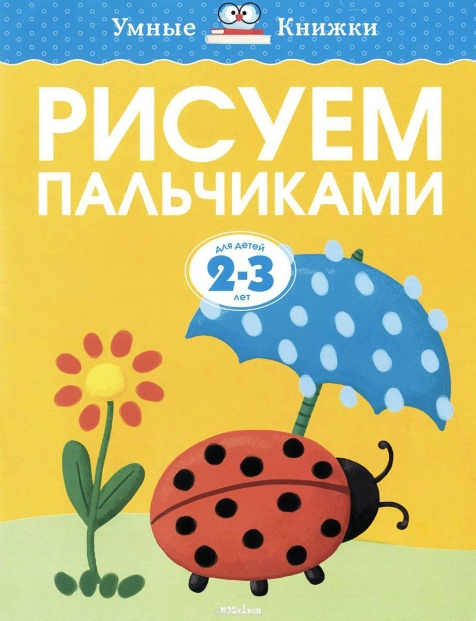 Умные Книжки
РИСУЕМ
ПАЛЬЧИКАМИ
для детей
2-3
лет